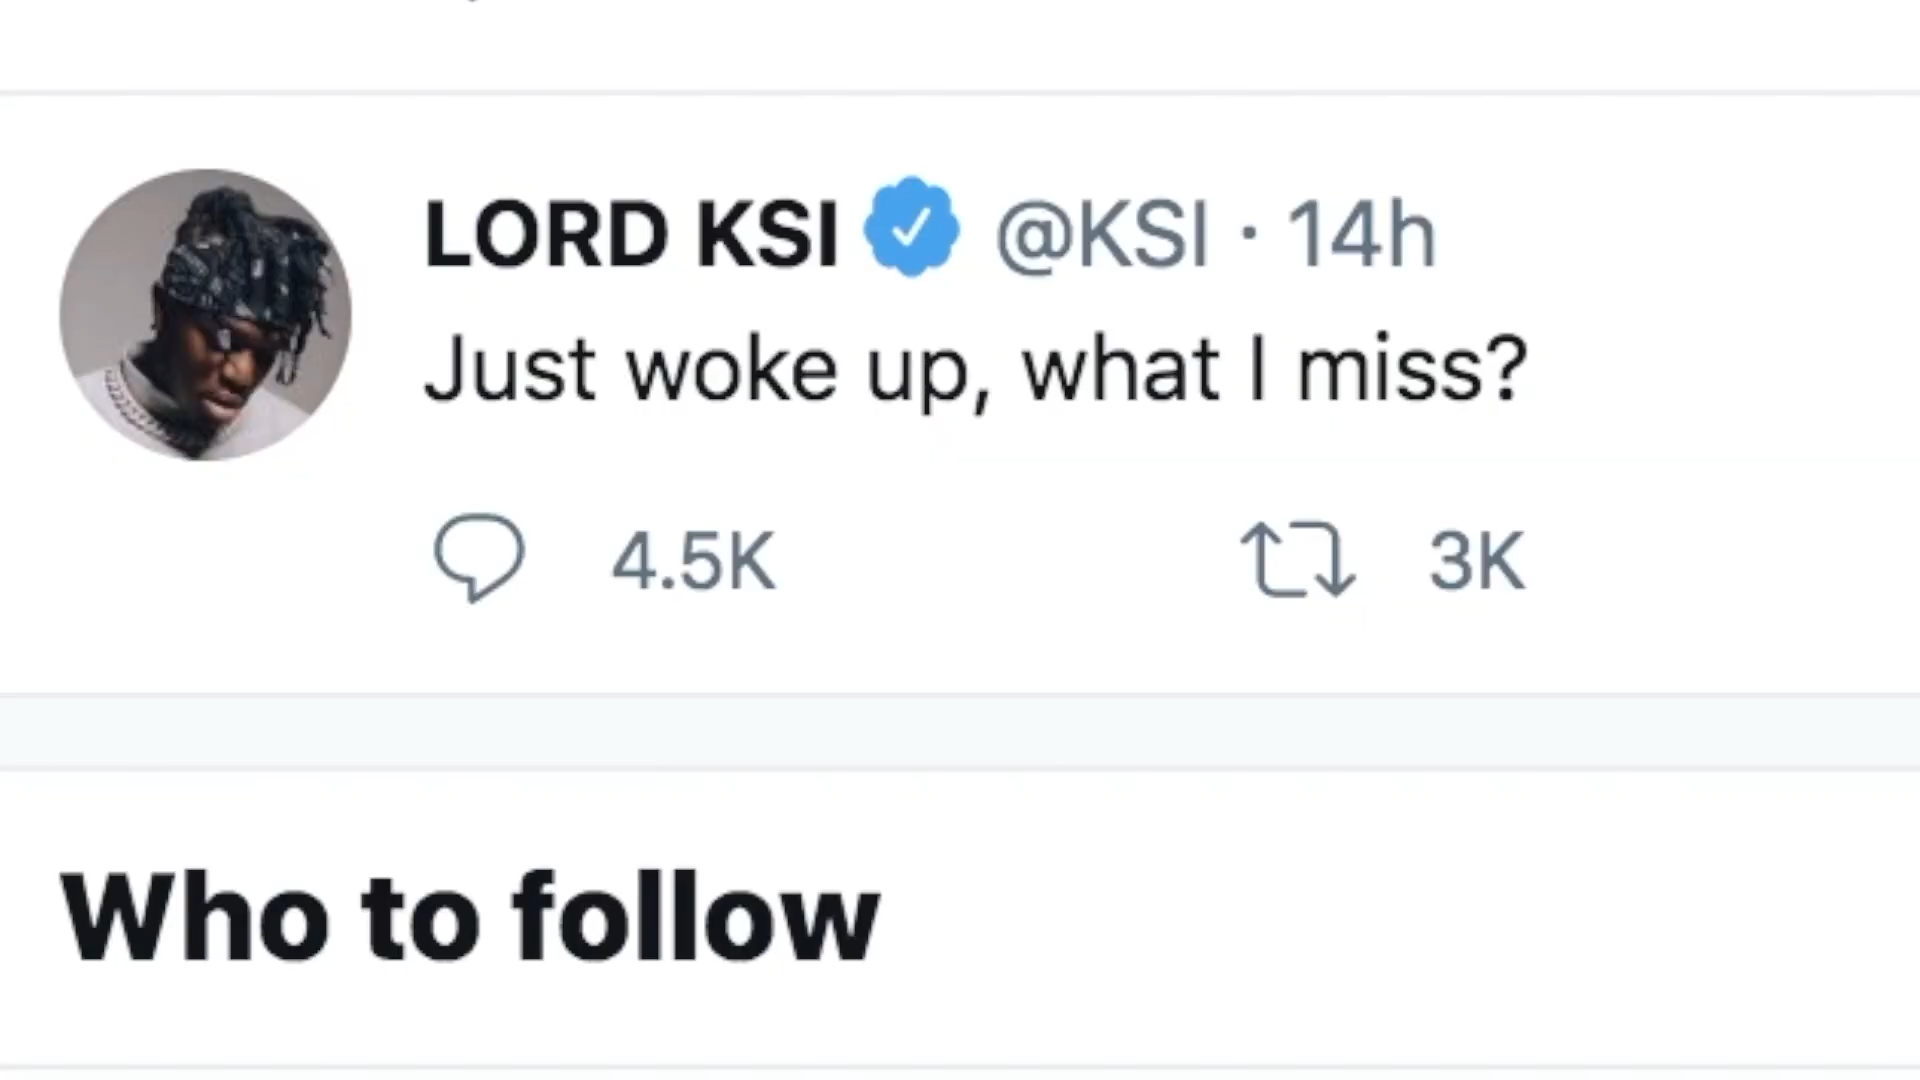 LORD KSI @KSI · 14h
Just woke up, what I miss?
4.5K 3K
Who to follow